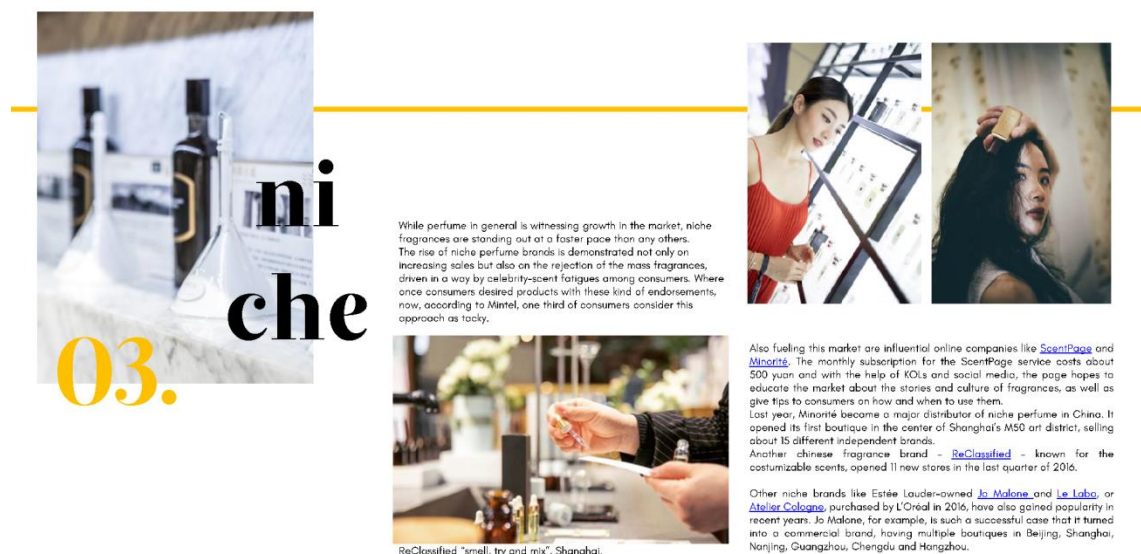 ni
che
03.
While perfume in general is witnessing growth in the market, niche
fragrances are standing out at a faster pace than any others.
The rise of niche perfume brands is demonstrated not only on
increasing sales but also on the rejection of the mass fragrances,
driven in a way by celebrity-scent fatigues among consumers. Where
once consumers desired products with these kind of endorsements,
now, according to Mintel, one third of consumers consider this
approach as tacky.
ReClassified "smell, try and mix", Shanghai.
Also fueling this market are influential online companies like ScentPage and
Minorité. The monthly subscription for the ScentPage service costs about
500 yuan and with the help of KOLs and social media, the page hopes to
educate the market about the stories and culture of fragrances, as well as
give tips to consumers on how and when to use them.
Last year, Minorité became a major distributor of niche perfume in China. It
opened its first boutique in the center of Shanghai's M50 art district, selling
about 15 different independent brands.
Another chinese fragrance brand - ReClassified - known for the
costumizable scents, opened 11 new stores in the last quarter of 2016.
Other niche brands like Estée Lauder-owned Jo Malone and Le Labo, or
Atelier Cologne, purchased by L'Oréal in 2016, have also gained popularity in
recent years. Jo Malone, for example, is such a successful case that it turned
into a commercial brand, having multiple boutiques in Beijing, Shanghai,
Nanjing, Guangzhou, Chengdu and Hangzhou.